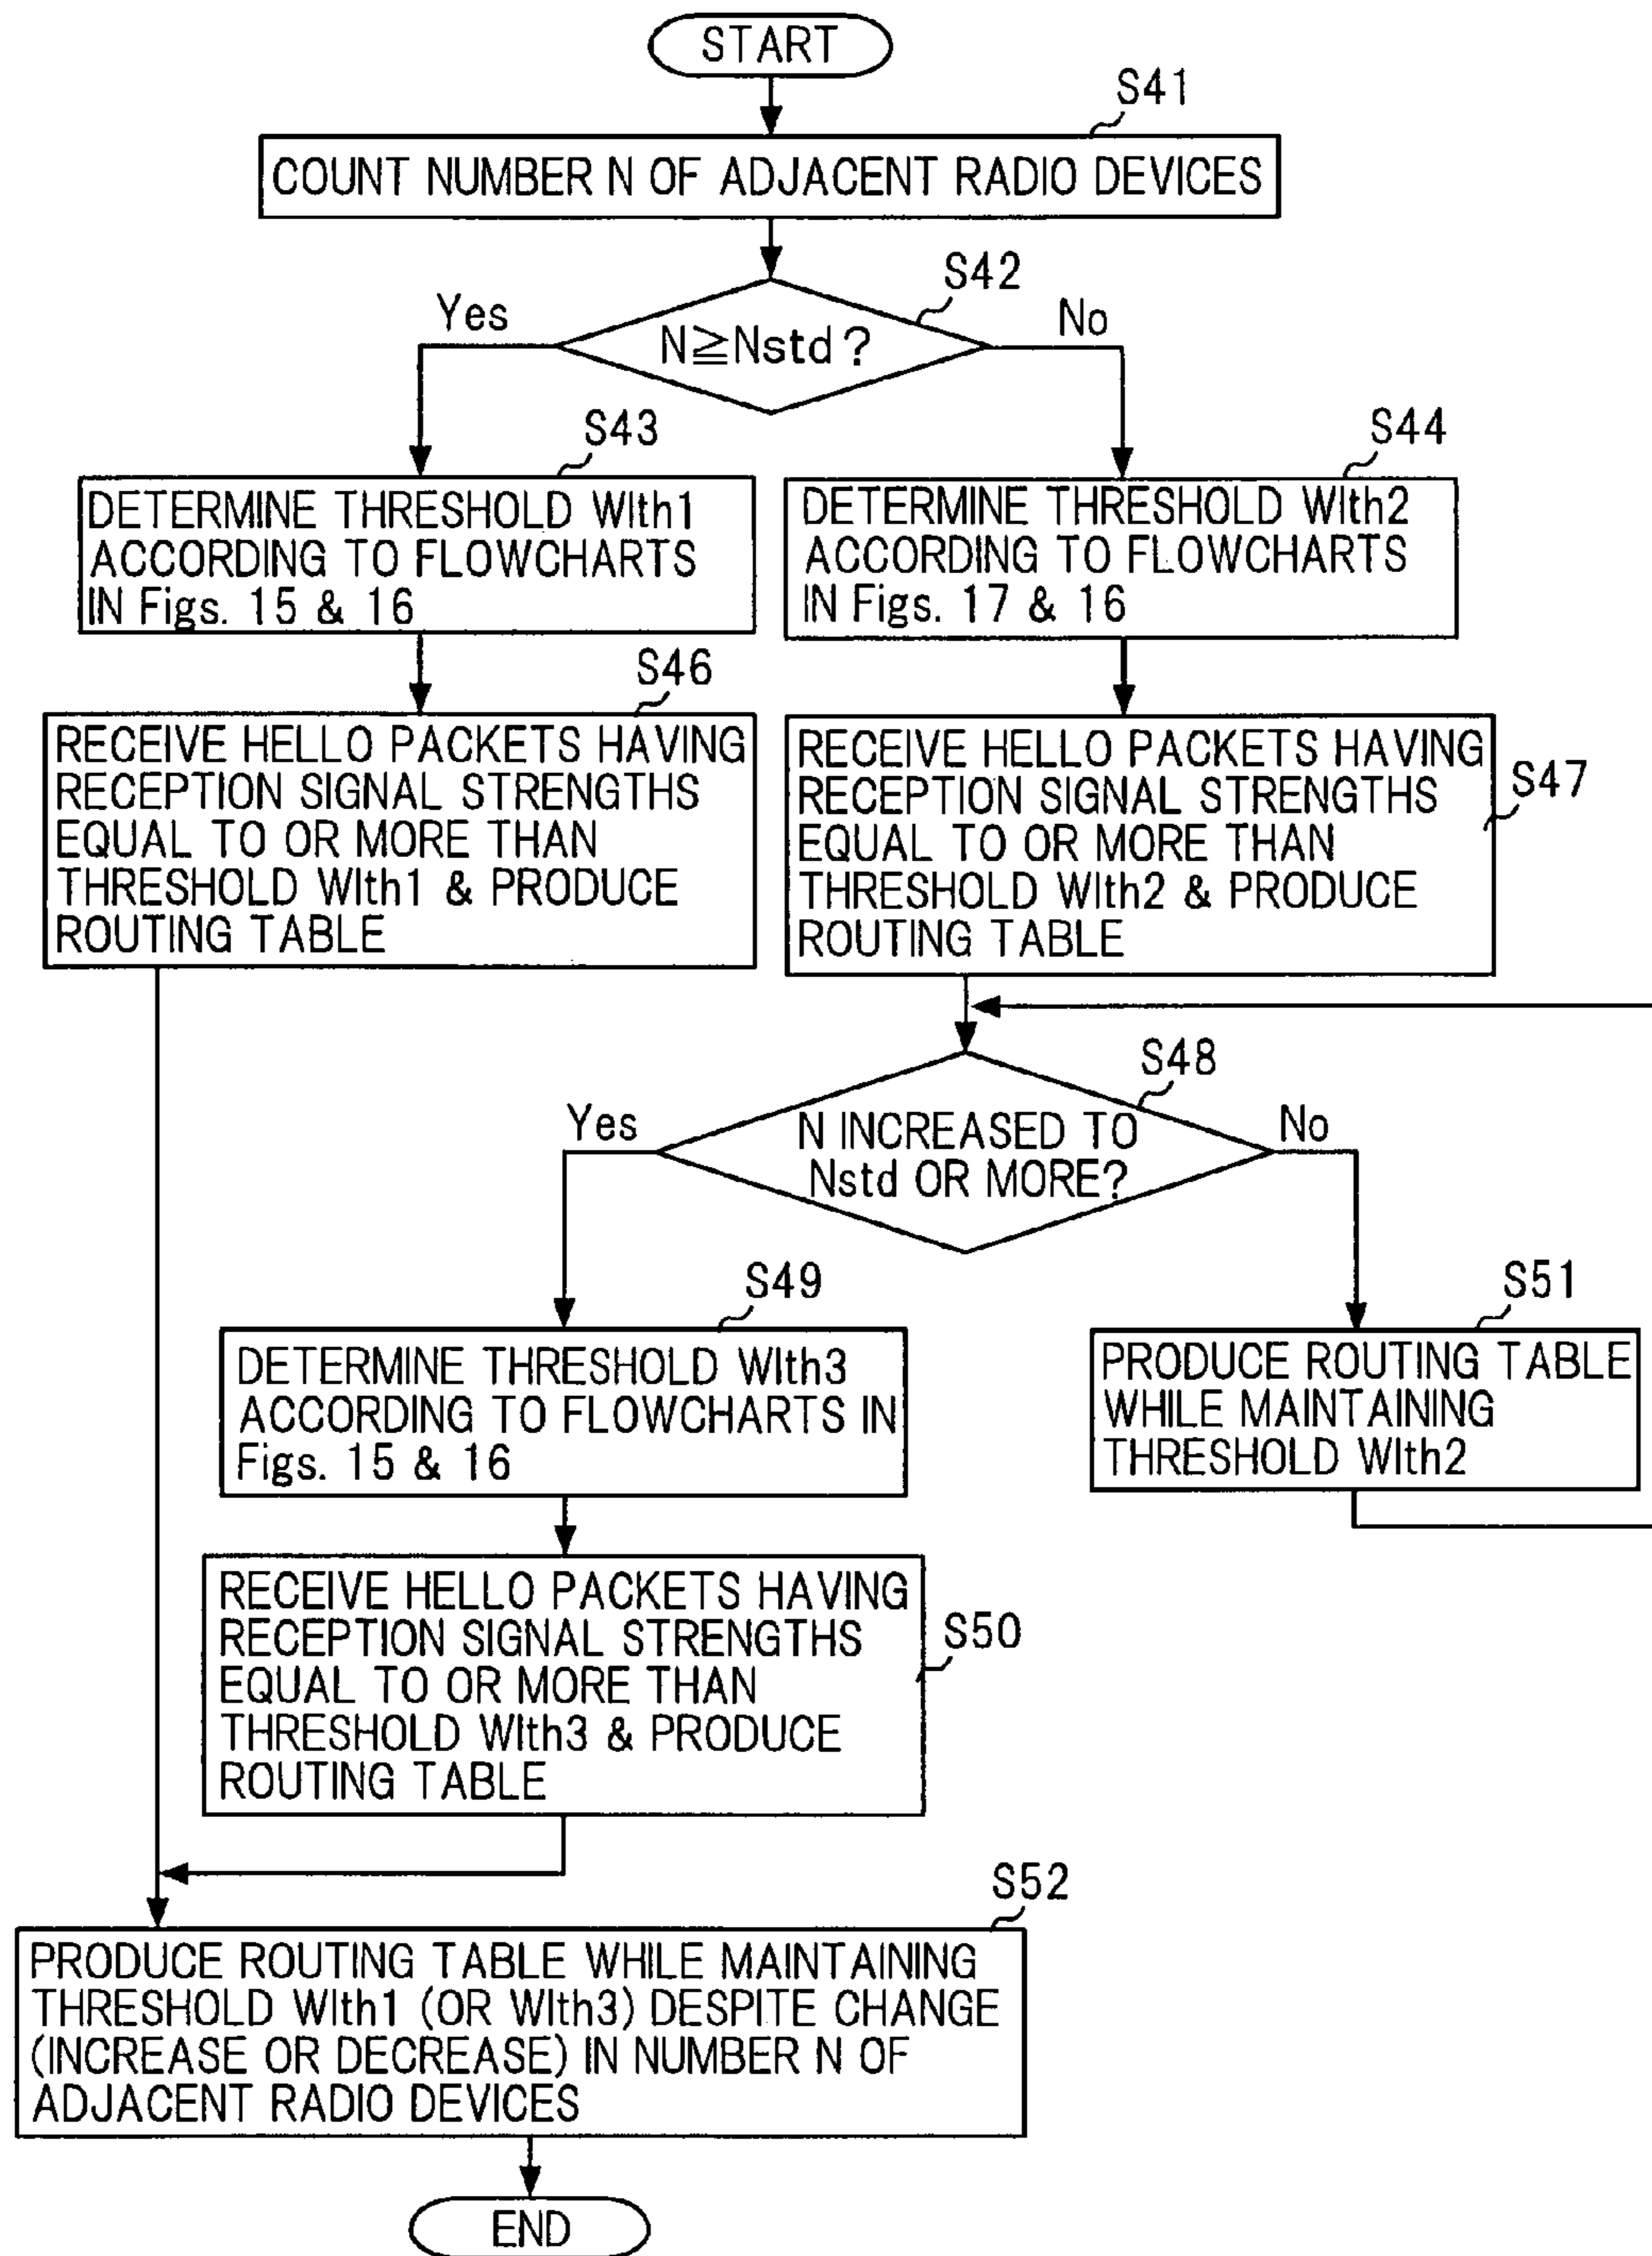 START
S41
COUNT NUMBER N OF ADJACENT RADIO DEVICES
S42
Yes
N≧Nstd?
No
S43
DETERMINE THRESHOLD WIth1
ACCORDING TO FLOWCHARTS
IN Figs. 15 & 16
S44
DETERMINE THRESHOLD WIth2
ACCORDING TO FLOWCHARTS
IN Figs. 17 & 16
S46
RECEIVE HELLO PACKETS HAVING
RECEPTION SIGNAL STRENGTHS
EQUAL TO OR MORE THAN
THRESHOLD WIth1 & PRODUCE
ROUTING TABLE
S47
RECEIVE HELLO PACKETS HAVING
RECEPTION SIGNAL STRENGTHS
EQUAL TO OR MORE THAN
THRESHOLD WIth2 & PRODUCE
ROUTING TABLE
S48
Yes
N INCREASED TO
Nstd OR MORE?
No
S49
DETERMINE THRESHOLD WIth3
ACCORDING TO FLOWCHARTS IN
Figs. 15 & 16
S51
PRODUCE ROUTING TABLE
WHILE MAINTAINING
THRESHOLD WIth2
S50
RECEIVE HELLO PACKETS HAVING
RECEPTION SIGNAL STRENGTHS
EQUAL TO OR MORE THAN
THRESHOLD WIth3 & PRODUCE
ROUTING TABLE
S52
PRODUCE ROUTING TABLE WHILE MAINTAINING
THRESHOLD WIth1 (OR WIth3) DESPITE CHANGE
(INCREASE OR DECREASE) IN NUMBER N OF
ADJACENT RADIO DEVICES
END